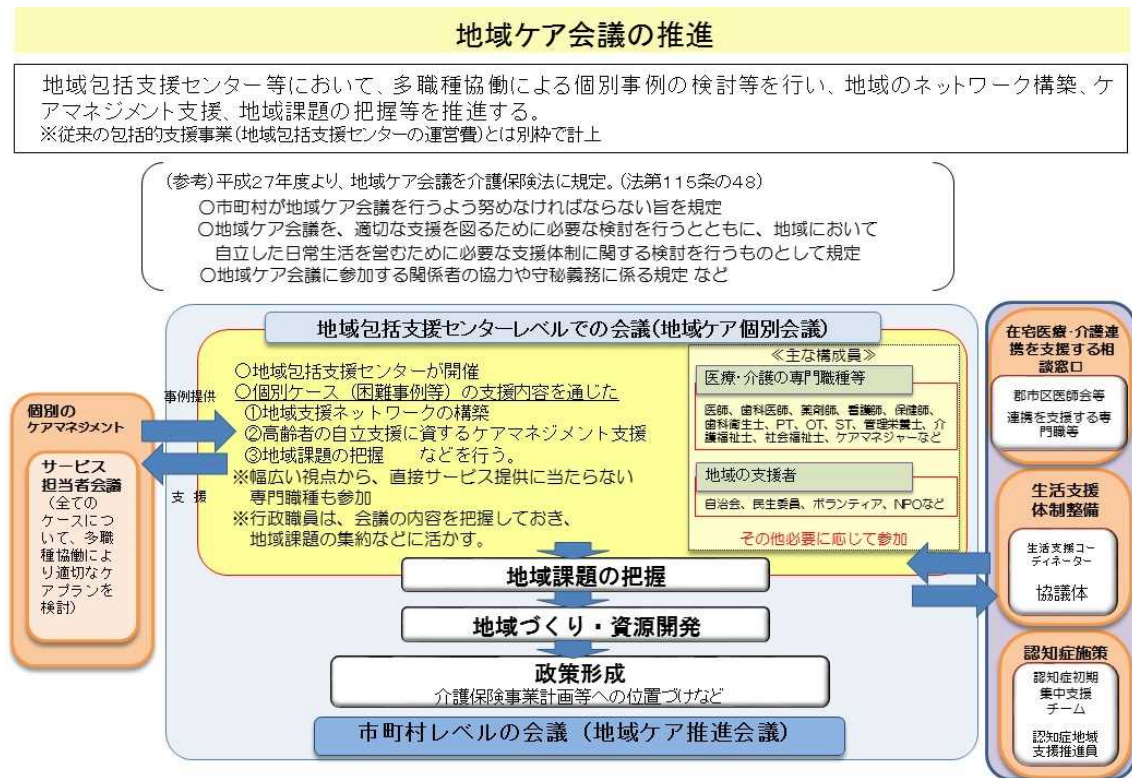 地域ケア会議の推進
地域包括支援センター等において、多職種協働による個別事例の検討等を行い、地域のネットワーク構築、ケ
アマネジメント支援、地域課題の把握等を推進する。
※従来の包括的支援事業(地域包括支援センターの運営費)とは別枠で計上
(参考)平成27年度より、地域ケア会議を介護保険法に規定。(法第115条の48)
○市町村が地域ケア会議を行うよう努めなければならない旨を規定
○地域ケア会議を、適切な支援を図るために必要な検討を行うとともに、地域において
自立した日常生活を営むために必要な支援体制に関する検討を行うものとして規定
○地域ケア会議に参加する関係者の協力や守秘義務に係る規定 など
個別の
ケアマネジメント
サービス
担当者会議
(全ての
ケースにつ
いて、多職
種協働によ
り適切なケ
アプランを
検討)
事例提供
支 援
地域包括支援センターレベルでの会議(地域ケア個別会議)
○地域包括支援センターが開催
○個別ケース(困難事例等)の支援内容を通じた
①地域支援ネットワークの構築
②高齢者の自立支援に資するケアマネジメント支援
③地域課題の把握 などを行う。
※幅広い視点から、直接サービス提供に当たらない
専門職種も参加
※行政職員は、会議の内容を把握しておき、
地域課題の集約などに活かす。
≪主な構成員≫
医療・介護の専門職種等
医師、歯科医師、薬剤師、看護師、保健師、
歯科衛生士、PT、OT、ST、管理栄養士、介
護福祉士、社会福祉士、ケアマネジャーなど
地域の支援者
自治会、民生委員、ボランティア、NPOなど
その他必要に応じて参加
地域課題の把握
地域づくり・資源開発
政策形成
介護保険事業計画等への位置づけなど
市町村レベルの会議(地域ケア推進会議)
在宅医療・介護連
携を支援する相
談窓口
郡市区医師会等
連携を支援する専
門職等
生活支援
体制整備
生活支援コー
ディネーター
協議体
認知症施策
認知症初期
集中支援
チーム
認知症地域
支援推進員